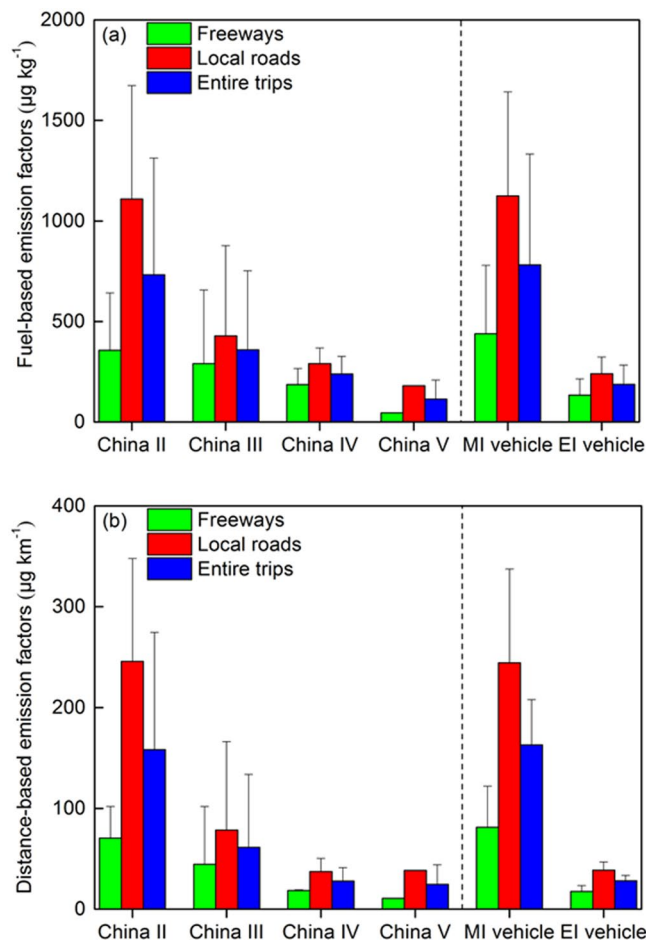 (a)
Freeways
Local roads
Entire trips
Fuel-based emission factors (μg kg⁻¹)
2000
1500
1000
500
0
China II China III China IV China V MI vehicle EI vehicle
(b)
Freeways
Local roads
Entire trips
Distance-based emission factors (μg km⁻¹)
400
300
200
100
0
China II China III China IV China V MI vehicle EI vehicle